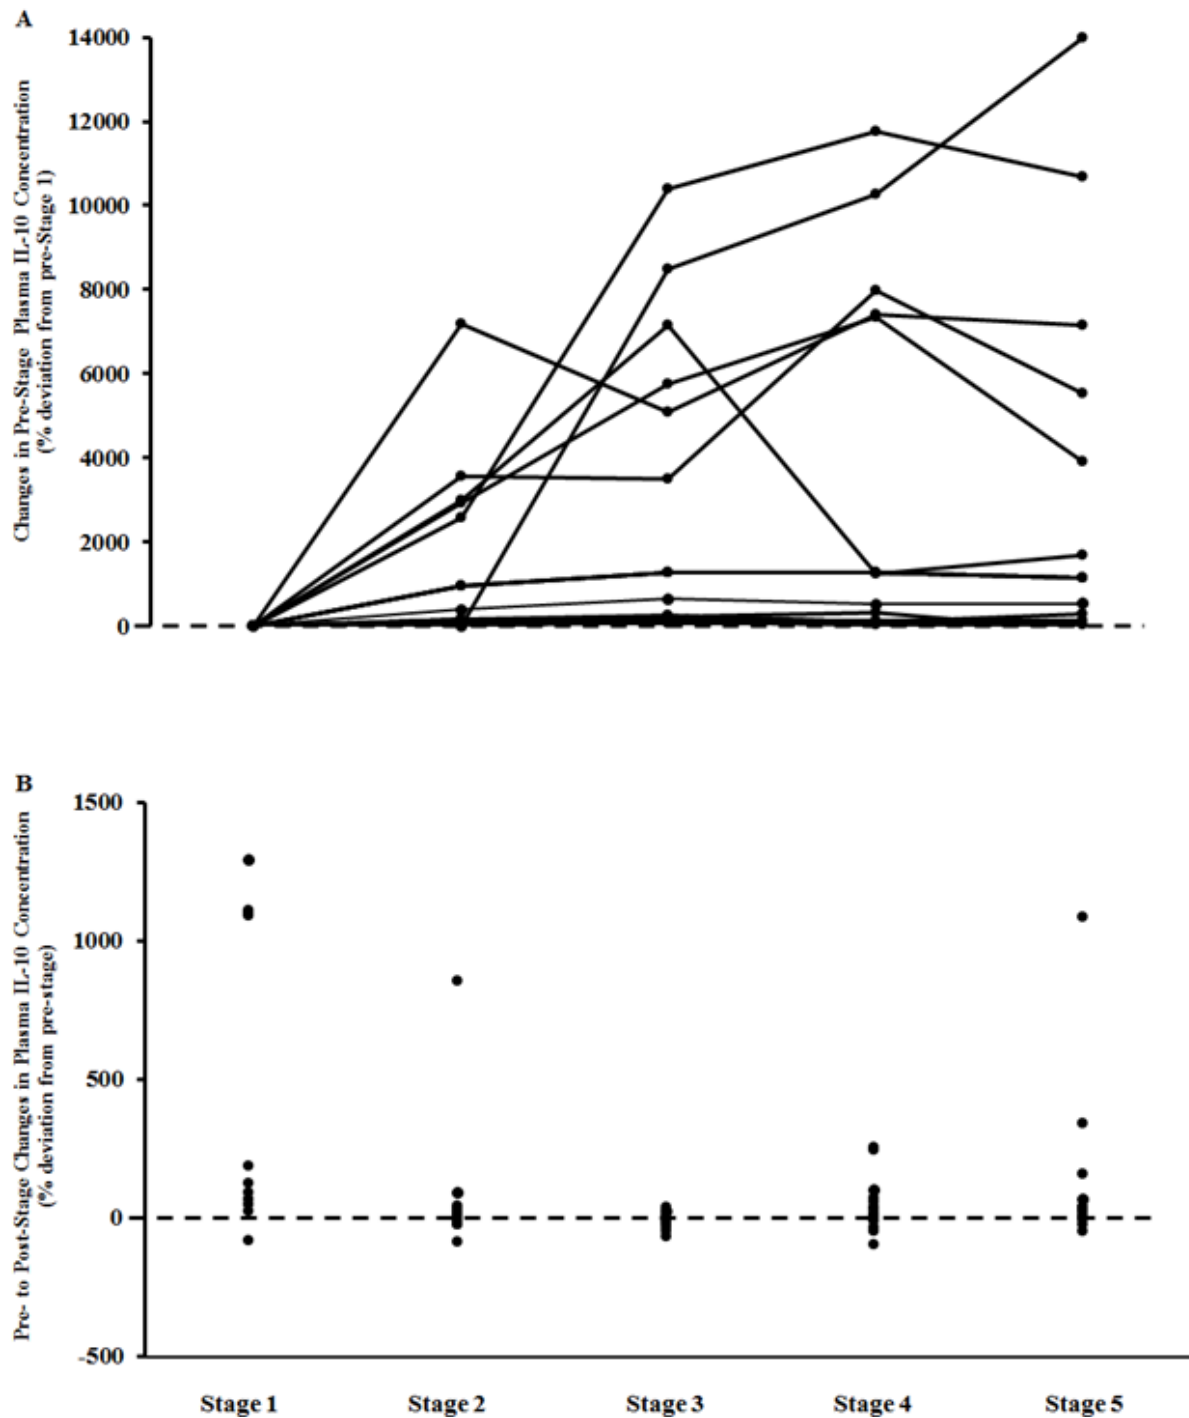 A
14000
12000
10000
8000
6000
4000
2000
0
Changes in Pre-Stage Plasma IL-10 Concentration
(% deviation from pre-Stage 1)
B
1500
1000
500
0
-500
Pre- to Post-Stage Changes in Plasma IL-10 Concentration
(% deviation from pre-stage)
Stage 1 Stage 2 Stage 3 Stage 4 Stage 5